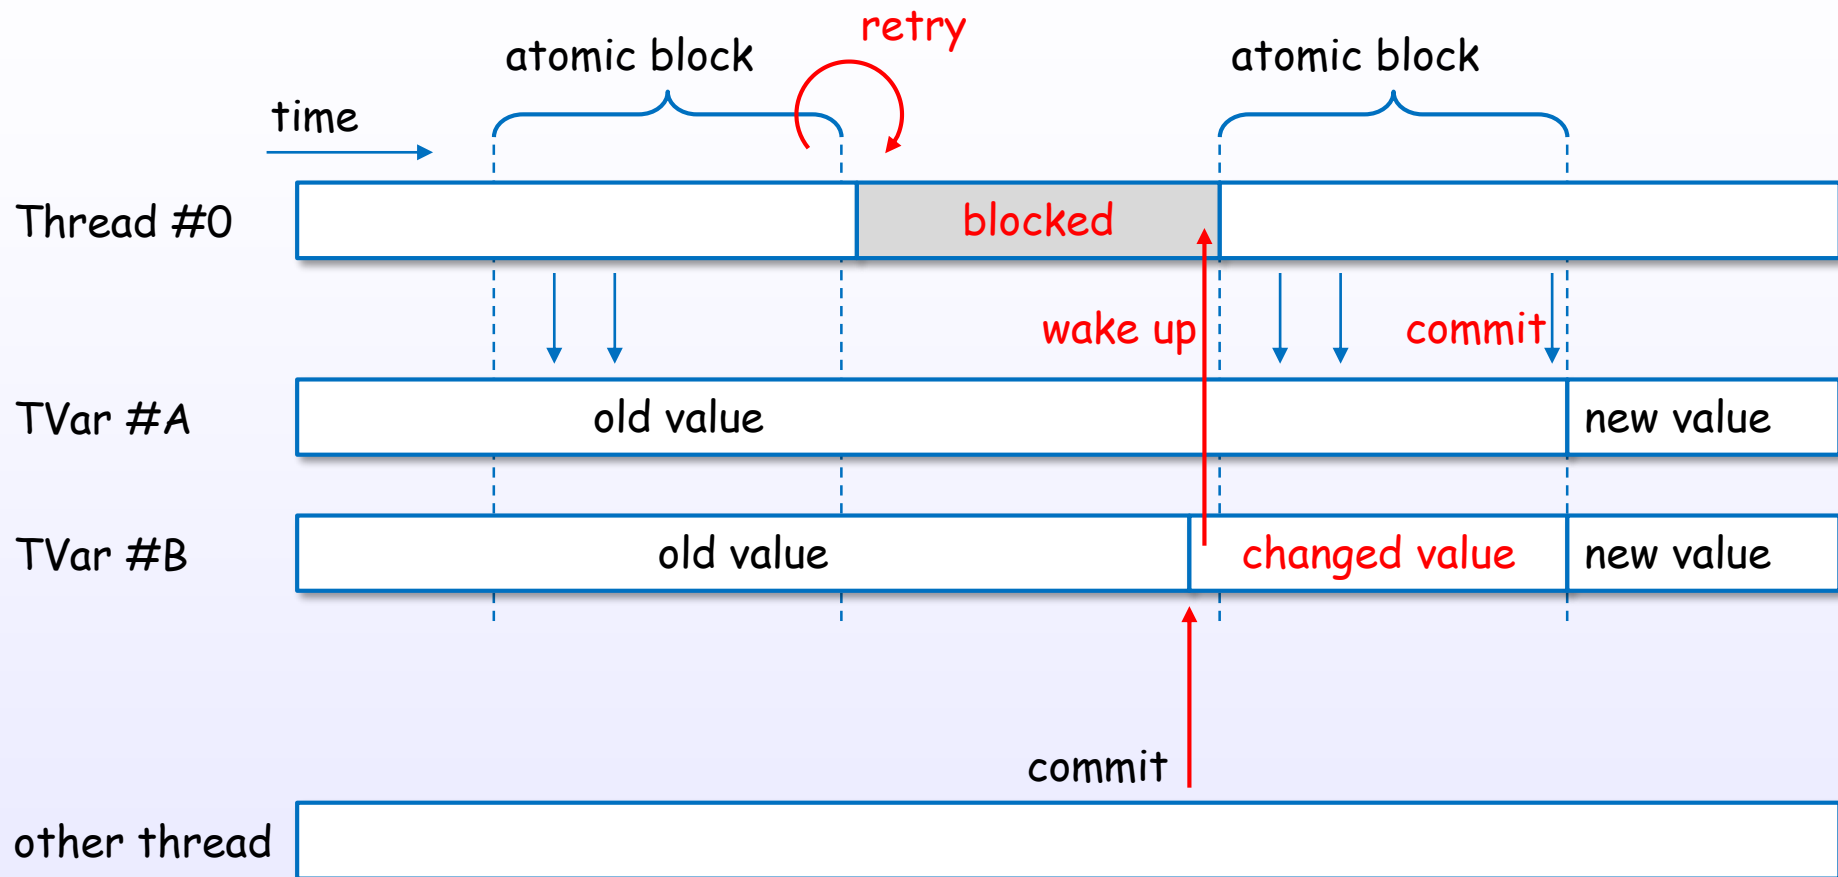 retry
atomic block
atomic block
time
Thread #0
blocked
wake up
commit
TVar #A
old value
new value
TVar #B
old value
changed value
new value
commit
other thread